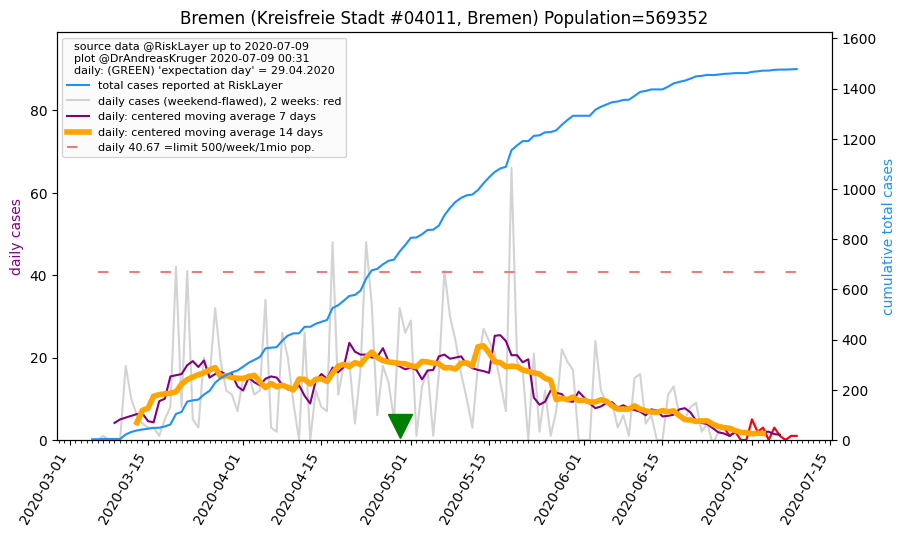 Bremen (Kreisfreie Stadt #04011, Bremen) Population=569352
source data @RiskLayer up to 2020-07-09
plot @DrAndreasKruger 2020-07-09 00:31
daily: (GREEN) 'expectation day' = 29.04.2020
total cases reported at RiskLayer
daily cases (weekend-flawed), 2 weeks: red
daily: centered moving average 7 days
daily: centered moving average 14 days
daily 40.67 =limit 500/week/1mio pop.
daily cases
80
60
40
20
0
cumulative total cases
1600
1400
1200
1000
800
600
400
200
0
2020-03-01
2020-03-15
2020-04-01
2020-04-15
2020-05-01
2020-05-15
2020-06-01
2020-06-15
2020-07-01
2020-07-15